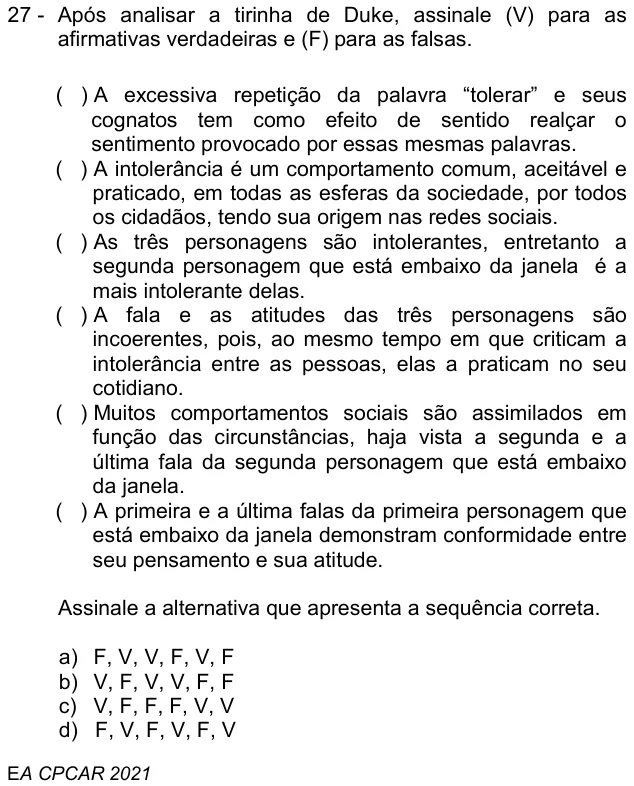 27 - Após analisar a tirinha de Duke, assinale (V) para as
afirmativas verdadeiras e (F) para as falsas.
( ) A excessiva repetição da palavra “tolerar” e seus
cognatos tem como efeito de sentido realçar o
sentimento provocado por essas mesmas palavras.
( ) A intolerância é um comportamento comum, aceitável e
praticado, em todas as esferas da sociedade, por todos
os cidadãos, tendo sua origem nas redes sociais.
( ) As três personagens são intolerantes, entretanto a
segunda personagem que está embaixo da janela é a
mais intolerante delas.
( ) A fala e as atitudes das três personagens são
incoerentes, pois, ao mesmo tempo em que criticam a
intolerância entre as pessoas, elas a praticam no seu
cotidiano.
( ) Muitos comportamentos sociais são assimilados em
função das circunstâncias, haja vista a segunda e a
última fala da segunda personagem que está embaixo
da janela.
( ) A primeira e a última falas da primeira personagem que
está embaixo da janela demonstram conformidade entre
seu pensamento e sua atitude.
Assinale a alternativa que apresenta a sequência correta.
a) F, V, V, F, V, F
b) V, F, V, V, F, F
c) V, F, F, F, V, V
d) F, V, F, V, F, V
EA CPCAR 2021